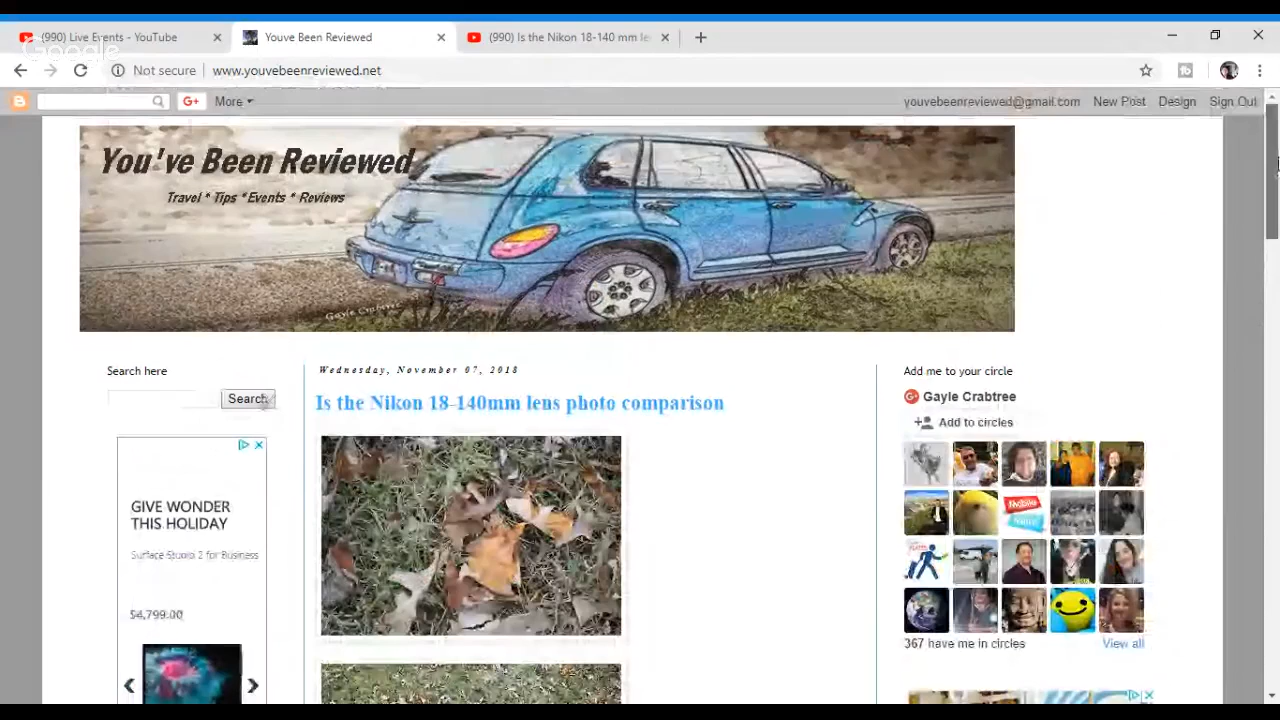 (990) Live Events - YouTube
Youve Been Reviewed
(990) Is the Nikon 18-140 mm le
Google
Not secure
www.youvebeenreviewed.net
G+
More
youvebeenreviewed@gmail.com
New Post
Design
Sign Out
You've Been Reviewed
Travel * Tips * Events * Reviews
Gayle Crabtree
Search here
Search
Wednesday, November 07, 2018
Is the Nikon 18-140mm lens photo comparison
Add me to your circle
Gayle Crabtree
Add to circles
367 have me in circles
View all
GIVE WONDER
THIS HOLIDAY
Surface Studio 2 for Business
$4,799.00